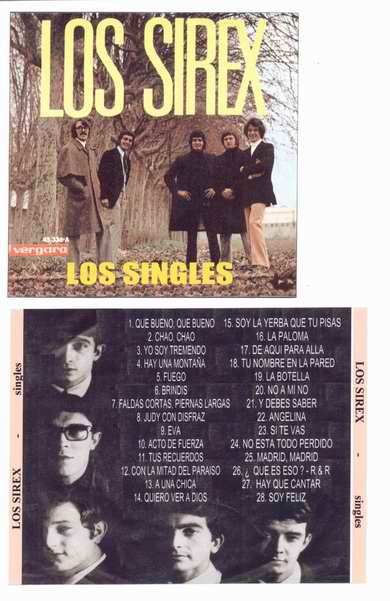 LOS SIREX
45.336-A
vergara
LOS SINGLES
1. QUE BUENO, QUE BUENO
2. CHAO, CHAO
3. YO SOY TREMENDO
4. HAY UNA MONTAÑA
5. FUEGO
6. BRINDIS
7. FALDAS CORTAS, PIERNAS LARGAS
8. JUDY CON DISFRAZ
9. EVA
10. ACTO DE FUERZA
11. TUS RECUERDOS
12. CON LA MITAD DEL PARAISO
13. A UNA CHICA
14. QUIERO VER A DIOS
15. SOY LA YERBA QUE TU PISAS
16. LA PALOMA
17. DE AQUI PARA ALLA
18. TU NOMBRE EN LA PARED
19. LA BOTELLA
20. NO A MI NO
21. Y DEBES SABER
22. ANGELINA
23. SI TE VAS
24. NO ESTA TODO PERDIDO
25. MADRID, MADRID
26. ¿ QUE ES ESO ? - R & R
27. HAY QUE CANTAR
28. SOY FELIZ
LOS SIREX - singles
LOS SIREX - singles